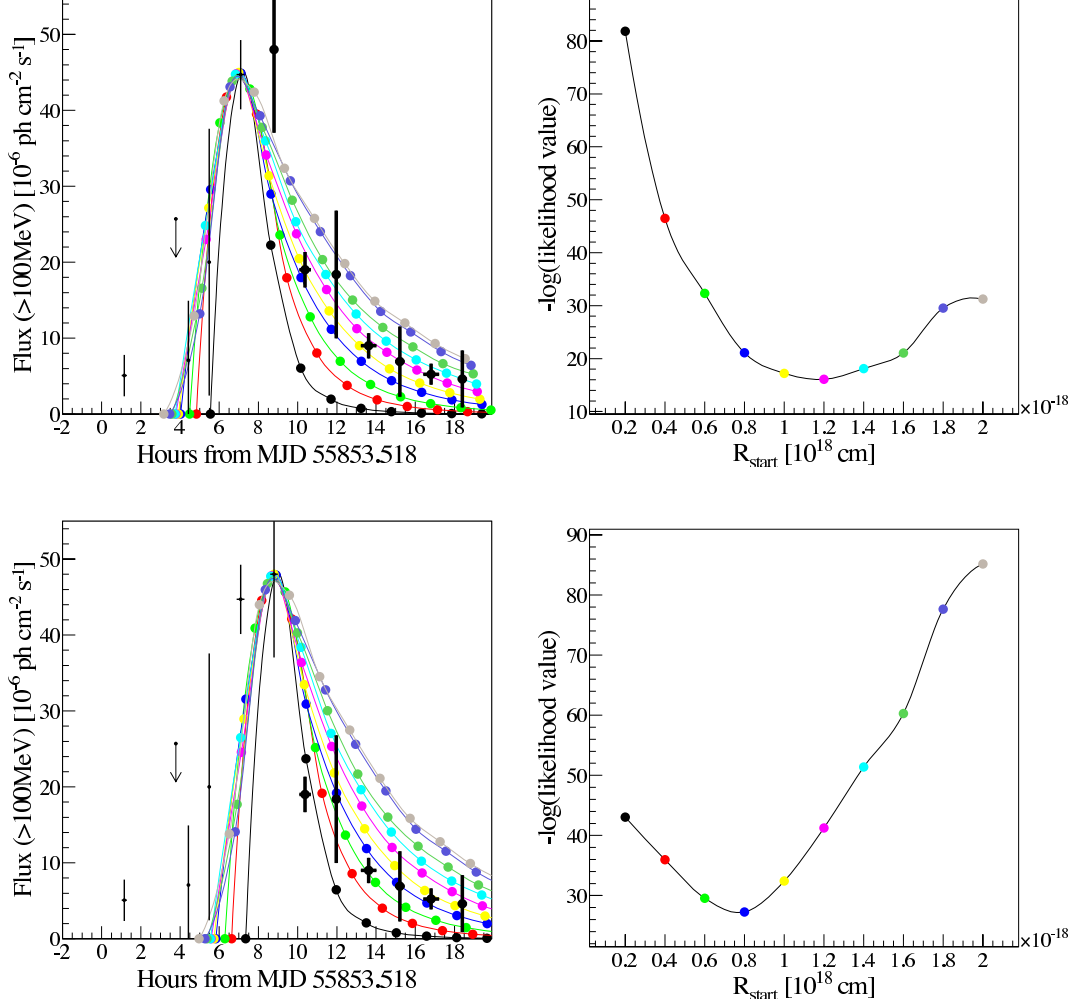 50
40
30
20
10
0
-2 0 2 4 6 8 10 12 14 16 18
Flux (>100MeV) [10-6 ph cm-2 s-1]
Hours from MJD 55853.518
80
70
60
50
40
30
20
10
0.2 0.4 0.6 0.8 1 1.2 1.4 1.6 1.8 2
×10-18
-log(likelihood value)
Rstart [1018 cm]
50
40
30
20
10
0
-2 0 2 4 6 8 10 12 14 16 18
Flux (>100MeV) [10-6 ph cm-2 s-1]
Hours from MJD 55853.518
90
80
70
60
50
40
30
0.2 0.4 0.6 0.8 1 1.2 1.4 1.6 1.8 2
×10-18
-log(likelihood value)
Rstart [1018 cm]